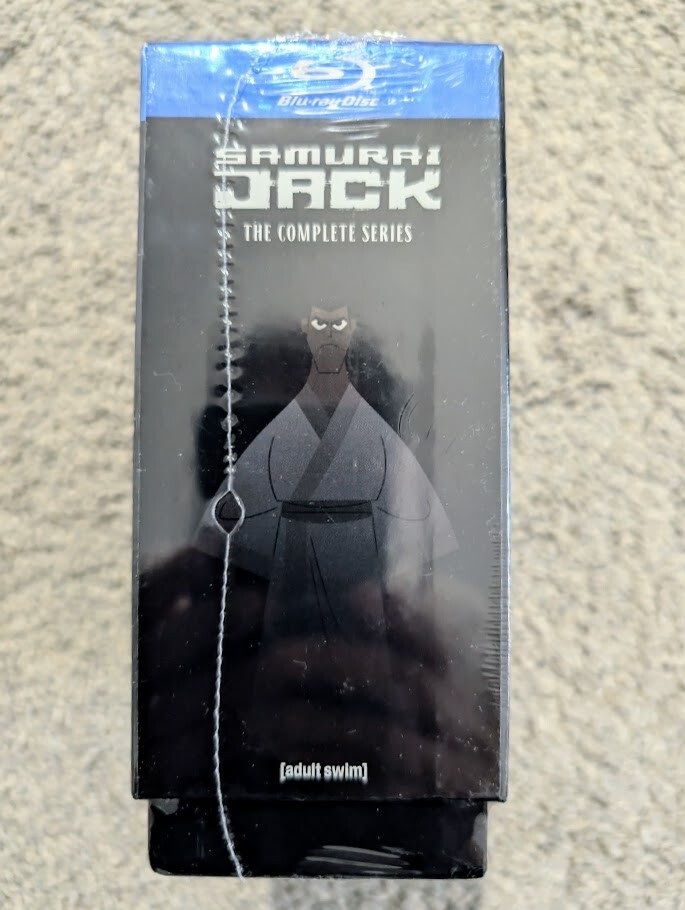 Blu-ray Disc
SAMURAI
JACK
THE COMPLETE SERIES
[adult swim]